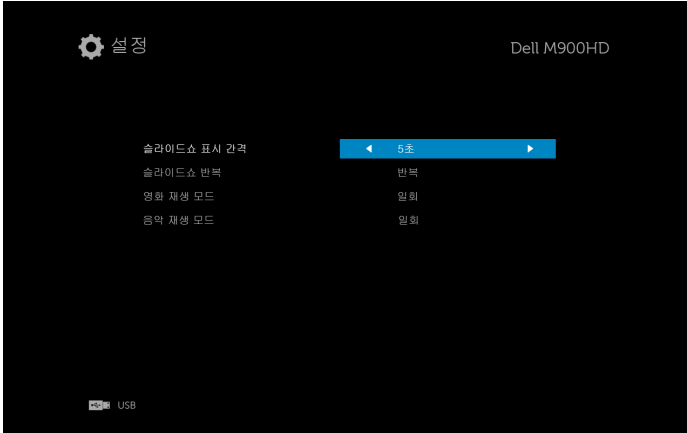 설정
Dell M900HD
슬라이드쇼 표시 간격 5초
슬라이드쇼 반복 반복
영화 재생 모드 일회
음악 재생 모드 일회
USB